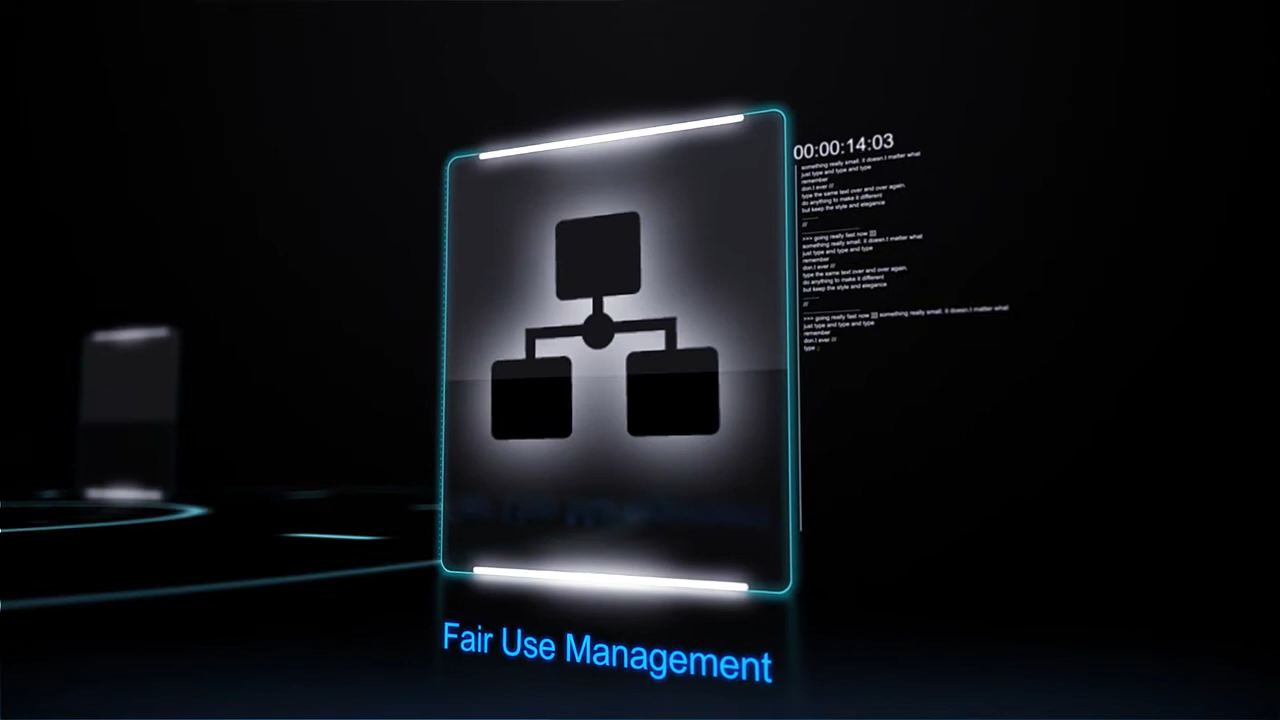 00:00:14:03
something really small. it doesn.t matter what
just type and type and type
remember
don.t ever ///
type the same text over and over again.
do anything to make it different
but keep the style and elegance
///
>>> going really fast now ]]]]
something really small. it doesn.t matter what
just type and type and type
remember
don.t ever ///
type the same text over and over again.
do anything to make it different
but keep the style and elegance
///
>>> going really fast now ]]]] something really small. it doesn.t matter what
just type and type and type
remember
don.t ever ///
type :
Fair Use Management